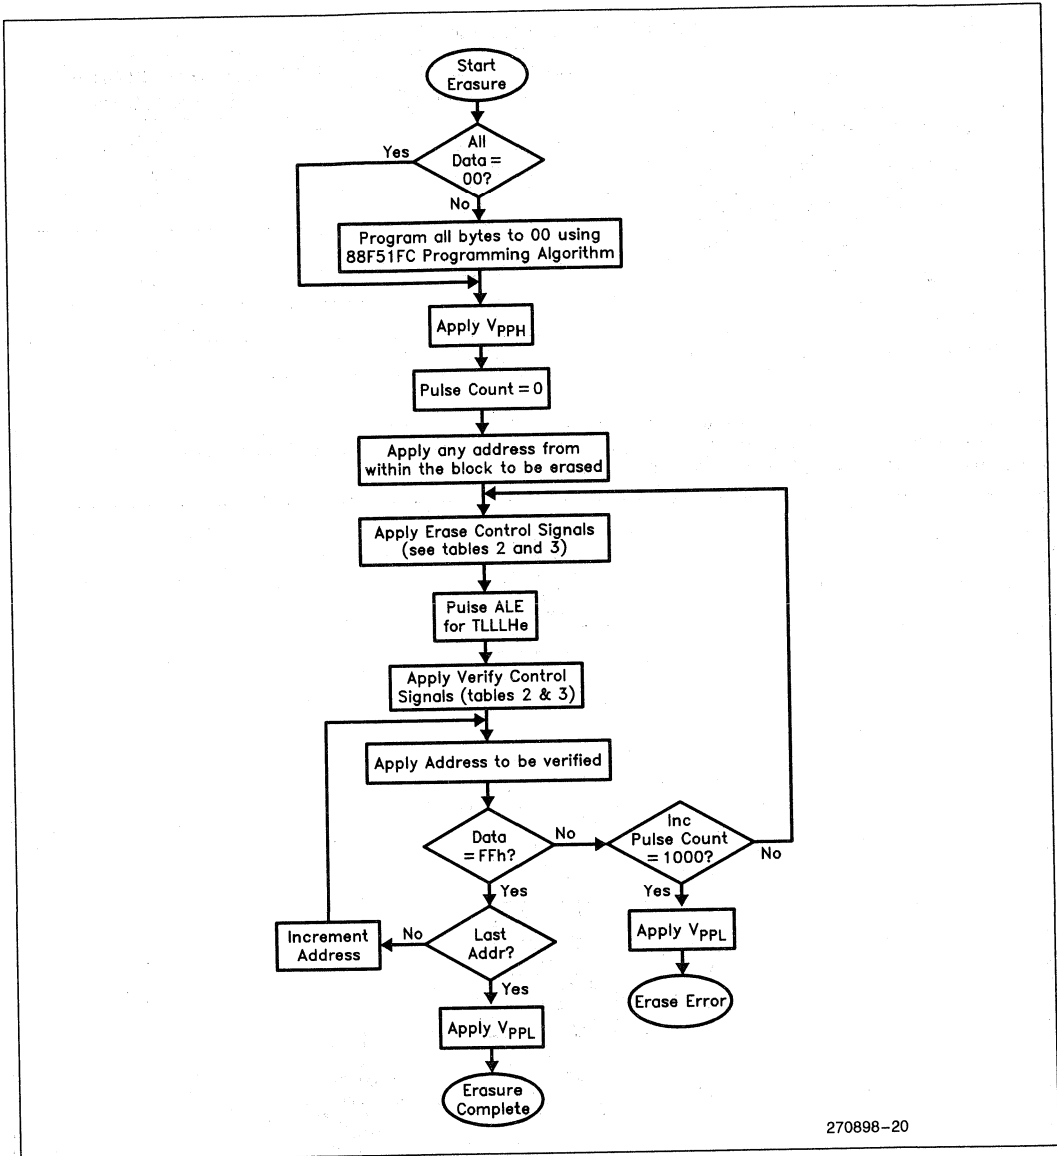 Start
Erasure
All
Data =
00?
Yes
No
Program all bytes to 00 using
88F51FC Programming Algorithm
Apply VPPH
Pulse Count = 0
Apply any address from
within the block to be erased
Apply Erase Control Signals
(see tables 2 and 3)
Pulse ALE
for TLLLHe
Apply Verify Control
Signals (tables 2 & 3)
Apply Address to be verified
Data
= FFh?
No
Inc
Pulse Count
= 1000?
No
Yes
Yes
Last
Addr?
No
Increment
Address
Apply VPPL
Erase Error
Yes
Apply VPPL
Erasure
Complete
270898-20